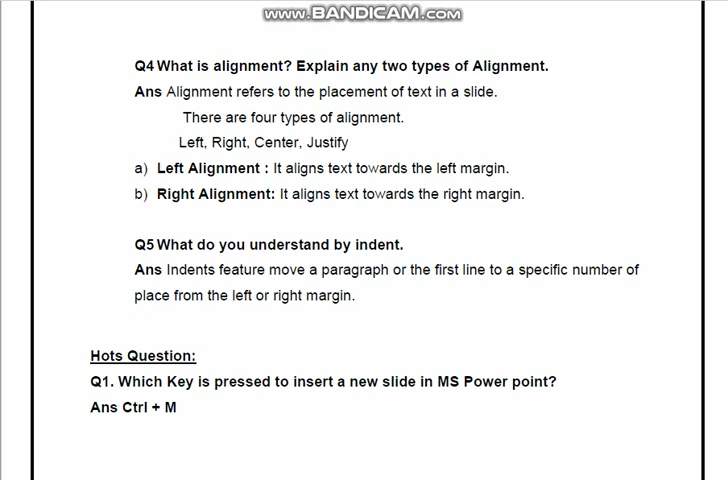 www.BANDICAM.com
Q4 What is alignment? Explain any two types of Alignment.
Ans Alignment refers to the placement of text in a slide.
There are four types of alignment.
Left, Right, Center, Justify
a) Left Alignment : It aligns text towards the left margin.
b) Right Alignment: It aligns text towards the right margin.
Q5 What do you understand by indent.
Ans Indents feature move a paragraph or the first line to a specific number of
place from the left or right margin.
Hots Question:
Q1. Which Key is pressed to insert a new slide in MS Power point?
Ans Ctrl + M